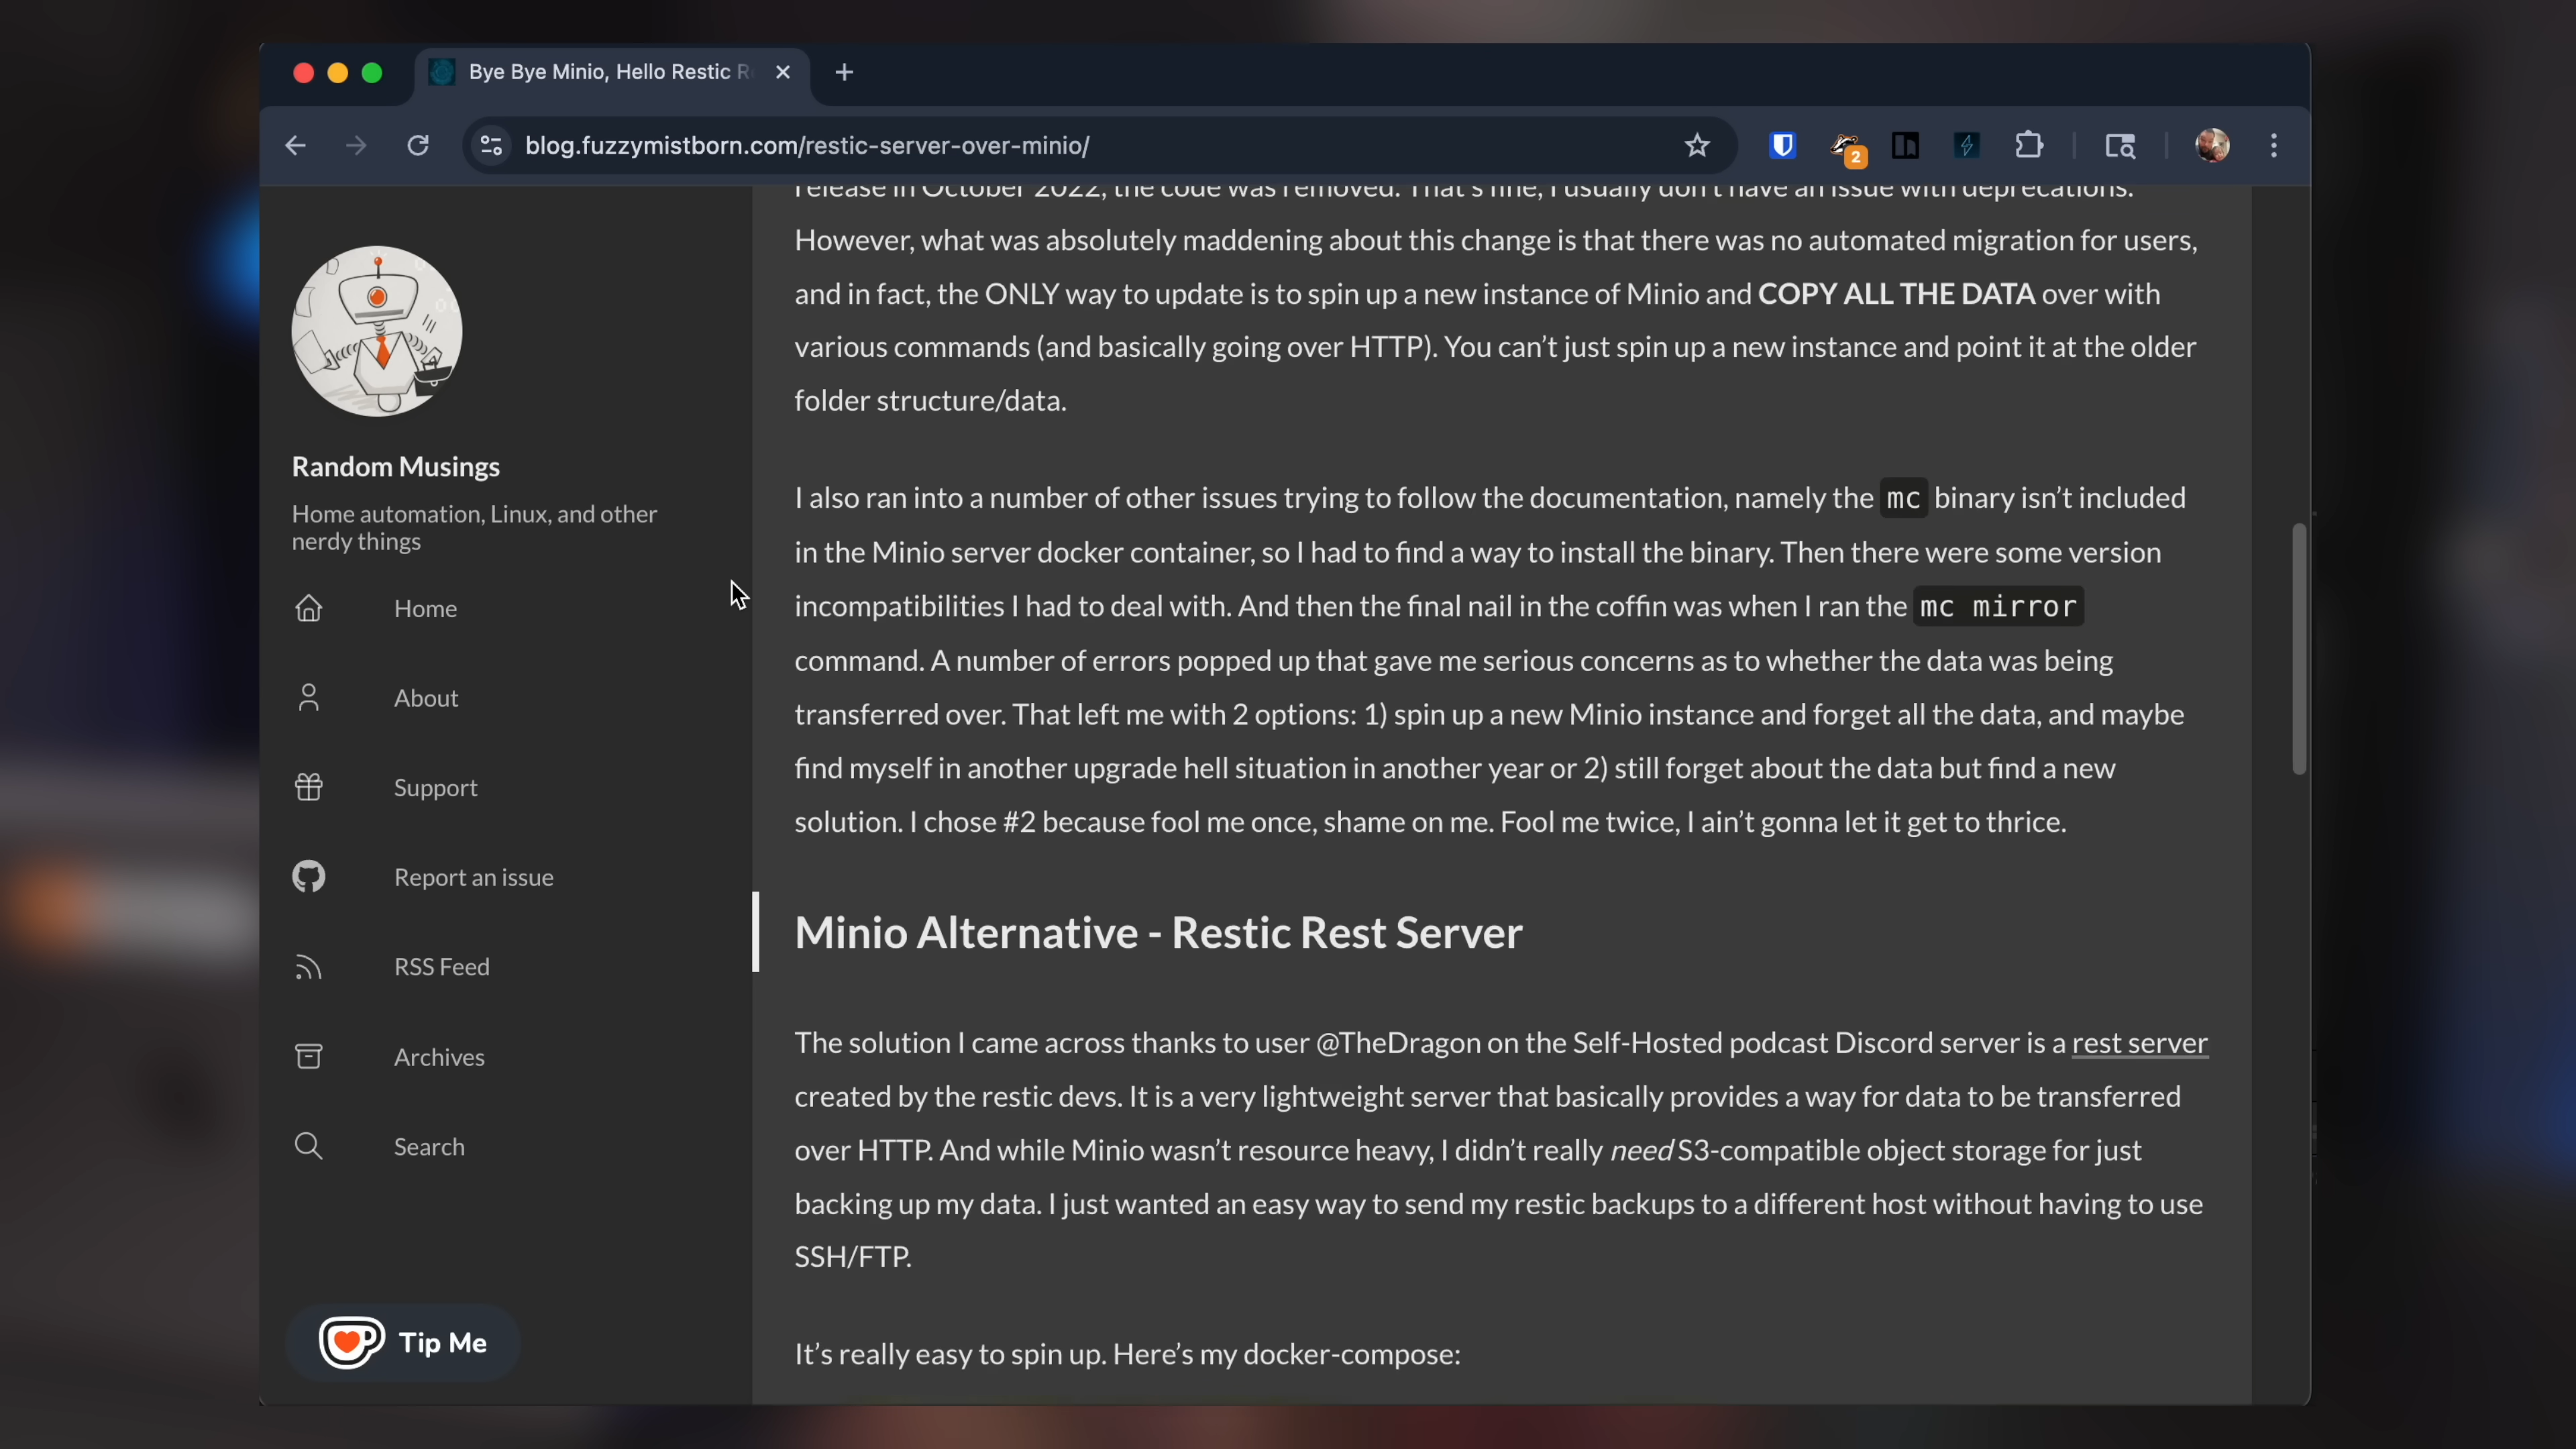 Bye Bye Minio, Hello Restic R
blog.fuzzymistborn.com/restic-server-over-minio/
2
release in October 2022, the code was removed. That's fine, I usually don't have an issue with deprecations.
However, what was absolutely maddening about this change is that there was no automated migration for users,
and in fact, the ONLY way to update is to spin up a new instance of Minio and COPY ALL THE DATA over with
various commands (and basically going over HTTP). You can't just spin up a new instance and point it at the older
folder structure/data.
I also ran into a number of other issues trying to follow the documentation, namely the mc binary isn't included
in the Minio server docker container, so I had to find a way to install the binary. Then there were some version
incompatibilities I had to deal with. And then the final nail in the coffin was when I ran the mc mirror
command. A number of errors popped up that gave me serious concerns as to whether the data was being
transferred over. That left me with 2 options: 1) spin up a new Minio instance and forget all the data, and maybe
find myself in another upgrade hell situation in another year or 2) still forget about the data but find a new
solution. I chose #2 because fool me once, shame on me. Fool me twice, I ain't gonna let it get to thrice.
Minio Alternative - Restic Rest Server
The solution I came across thanks to user @TheDragon on the Self-Hosted podcast Discord server is a rest server
created by the restic devs. It is a very lightweight server that basically provides a way for data to be transferred
over HTTP. And while Minio wasn't resource heavy, I didn't really need S3-compatible object storage for just
backing up my data. I just wanted an easy way to send my restic backups to a different host without having to use
SSH/FTP.
It's really easy to spin up. Here's my docker-compose:
Random Musings
Home automation, Linux, and other
nerdy things
Home
About
Support
Report an issue
RSS Feed
Archives
Search
Tip Me